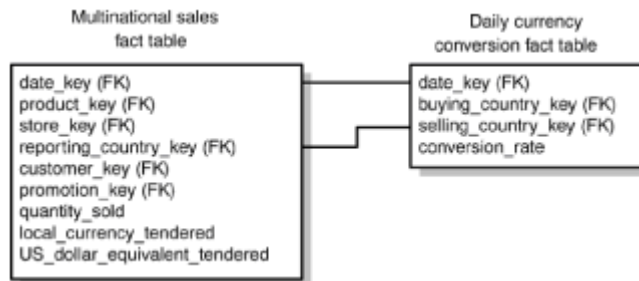 Multinational sales
fact table
date_key (FK)
product_key (FK)
store_key (FK)
reporting_country_key (FK)
customer_key (FK)
promotion_key (FK)
quantity_sold
local_currency_tendered
US_dollar_equivalent_tendered
Daily currency
conversion fact table
date_key (FK)
buying_country_key (FK)
selling_country_key (FK)
conversion_rate